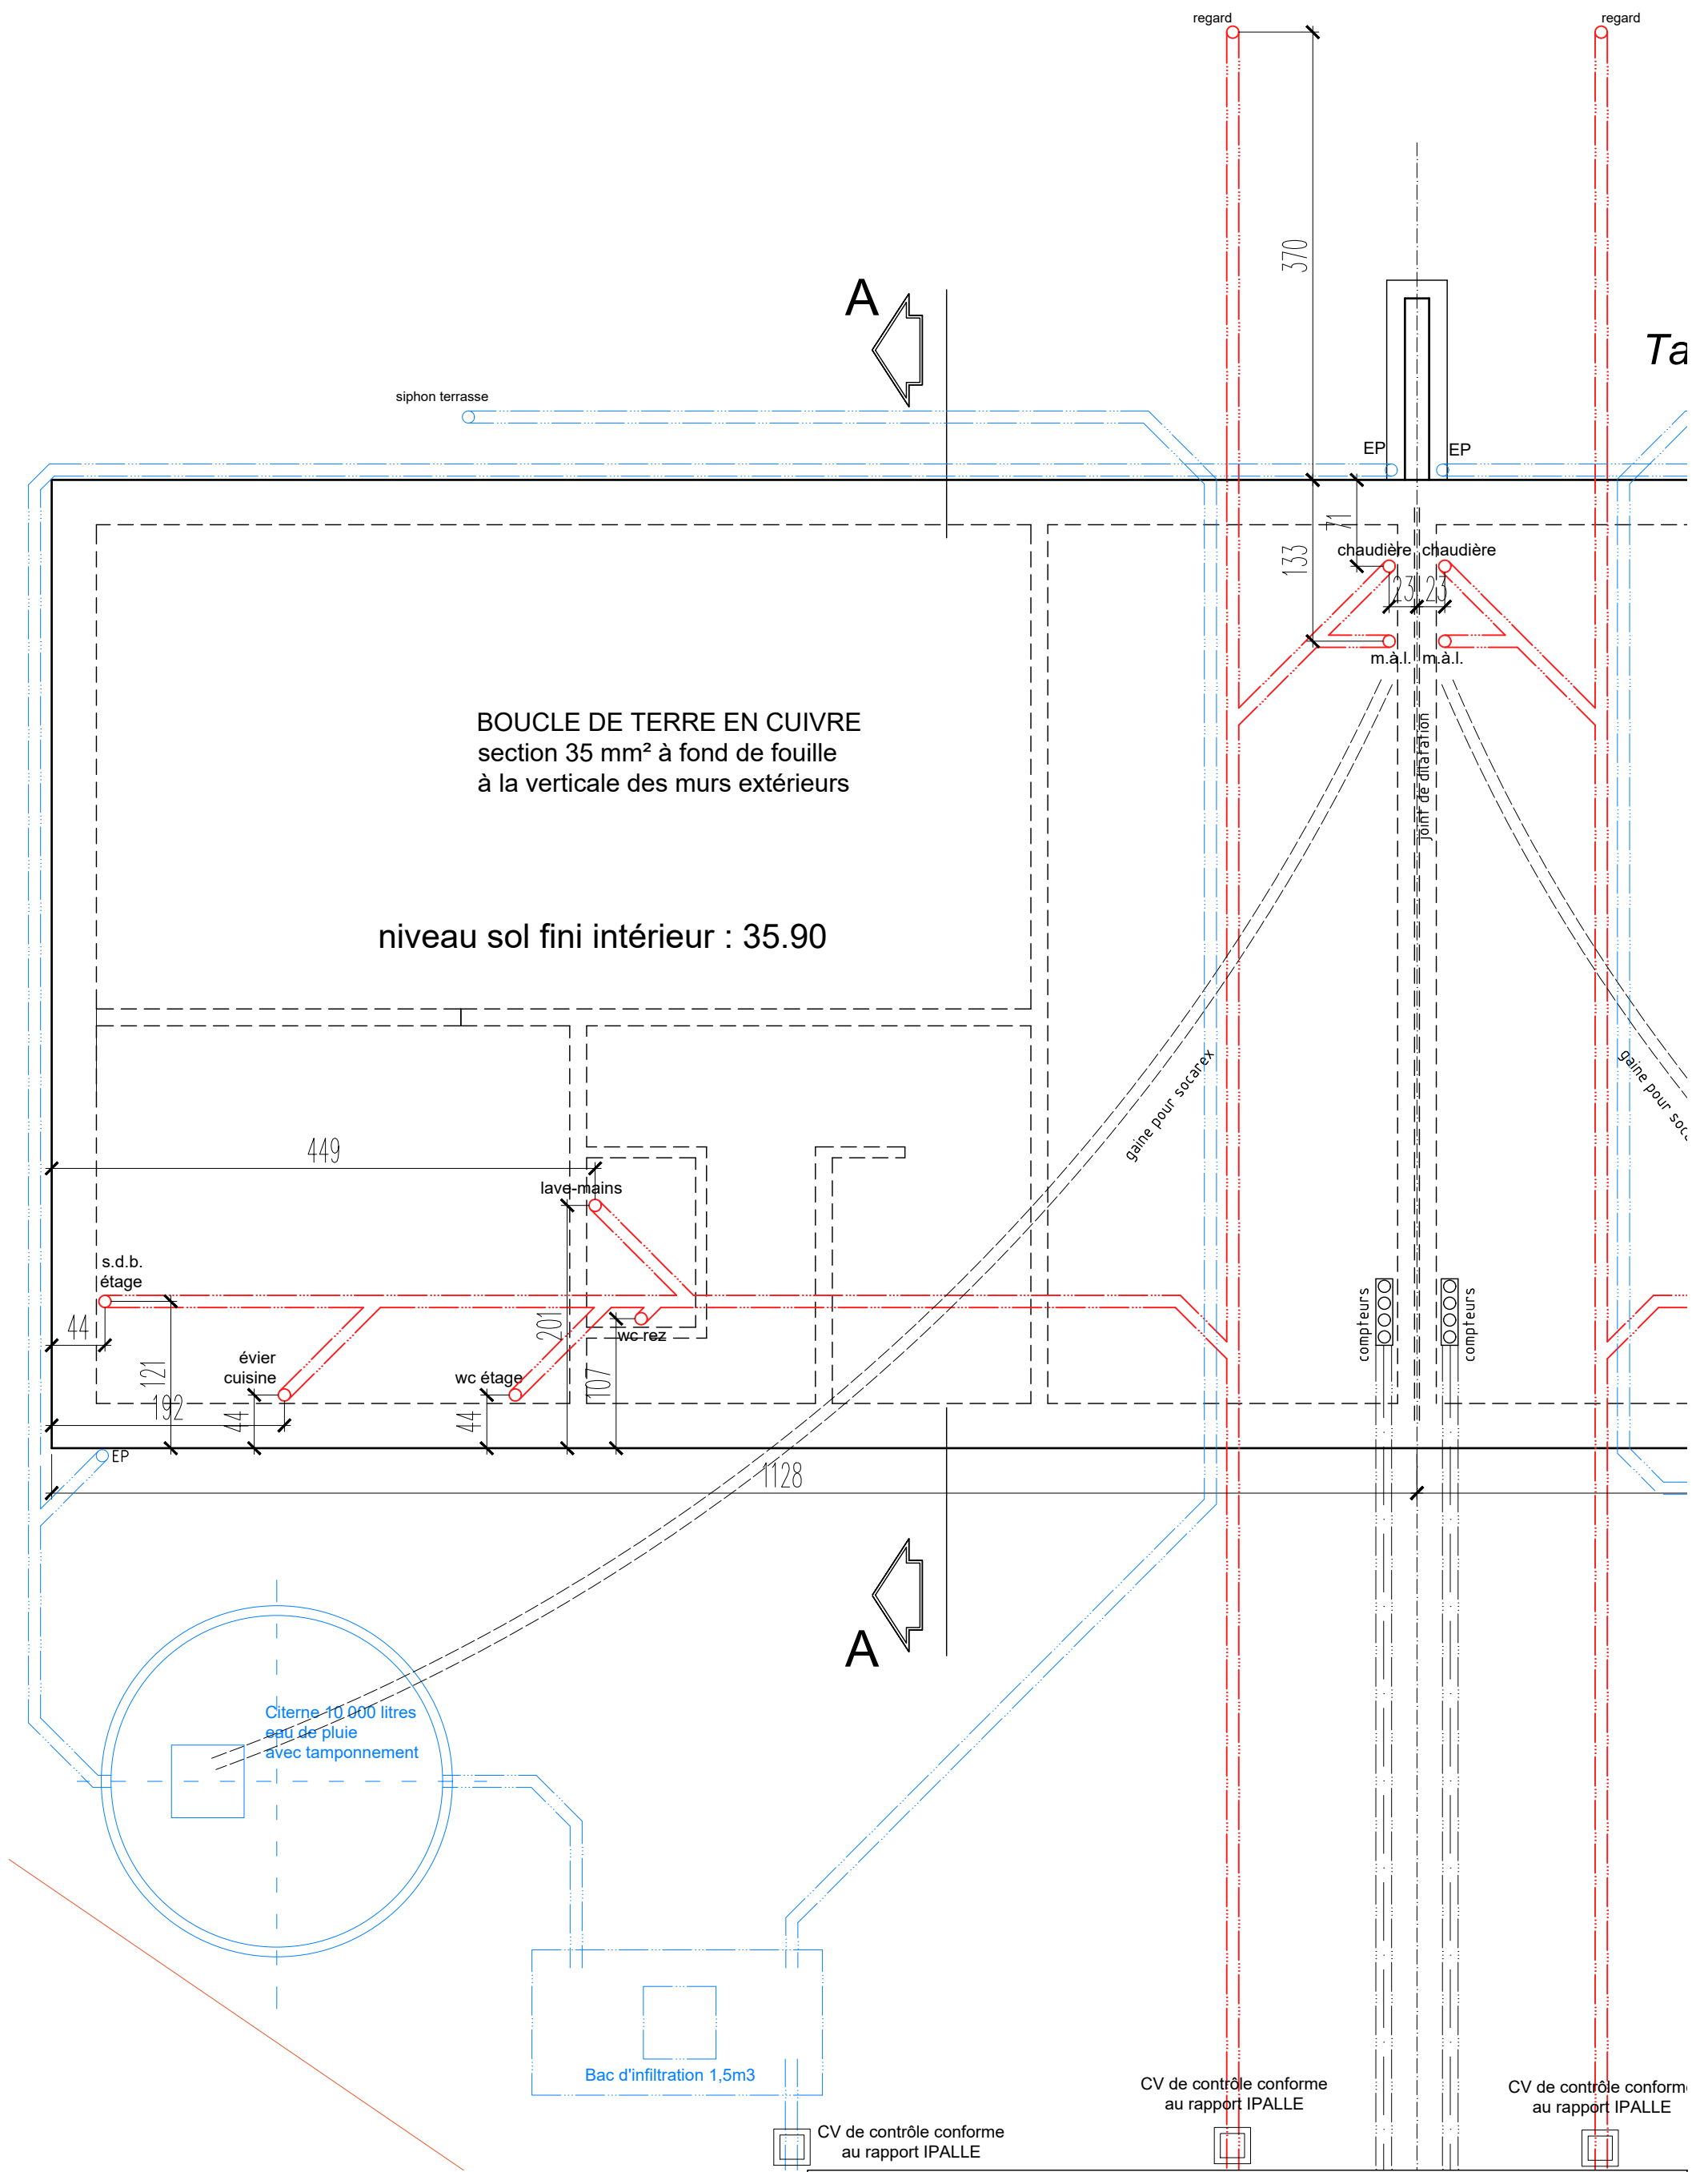 regard
regard
370
A
Ta
siphon terrasse
EP
EP
71
133
chaudière
chaudière
23
23
m.à.l.
m.à.l.
BOUCLE DE TERRE EN CUIVRE
section 35 mm² à fond de fouille
à la verticale des murs extérieurs
joint de dilatation
niveau sol fini intérieur : 35.90
gaine pour socarex
gaine pour soca
449
lave-mains
s.d.b.
étage
44
121
201
wc rez
évier
cuisine
wc étage
107
192
44
44
compteurs
compteurs
EP
1128
A
Citerne 10 000 litres
eau de pluie
avec tamponnement
Bac d'infiltration 1,5m3
CV de contrôle conforme
au rapport IPALLE
CV de contrôle conforme
au rapport IPALLE
CV de contrôle conforme
au rapport IPALLE